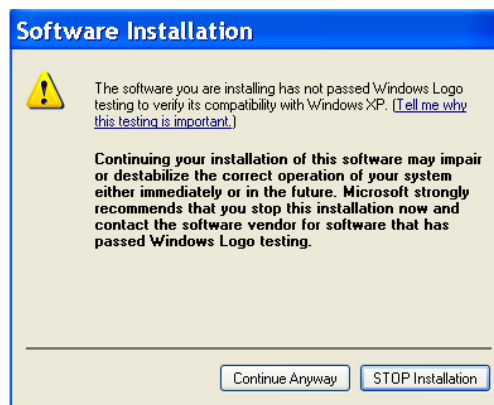 Software Installation
The software you are installing has not passed Windows Logo
testing to verify its compatibility with Windows XP. (Tell me why
this testing is important.)
Continuing your installation of this software may impair
or destabilize the correct operation of your system
either immediately or in the future. Microsoft strongly
recommends that you stop this installation now and
contact the software vendor for software that has
passed Windows Logo testing.
Continue Anyway
STOP Installation